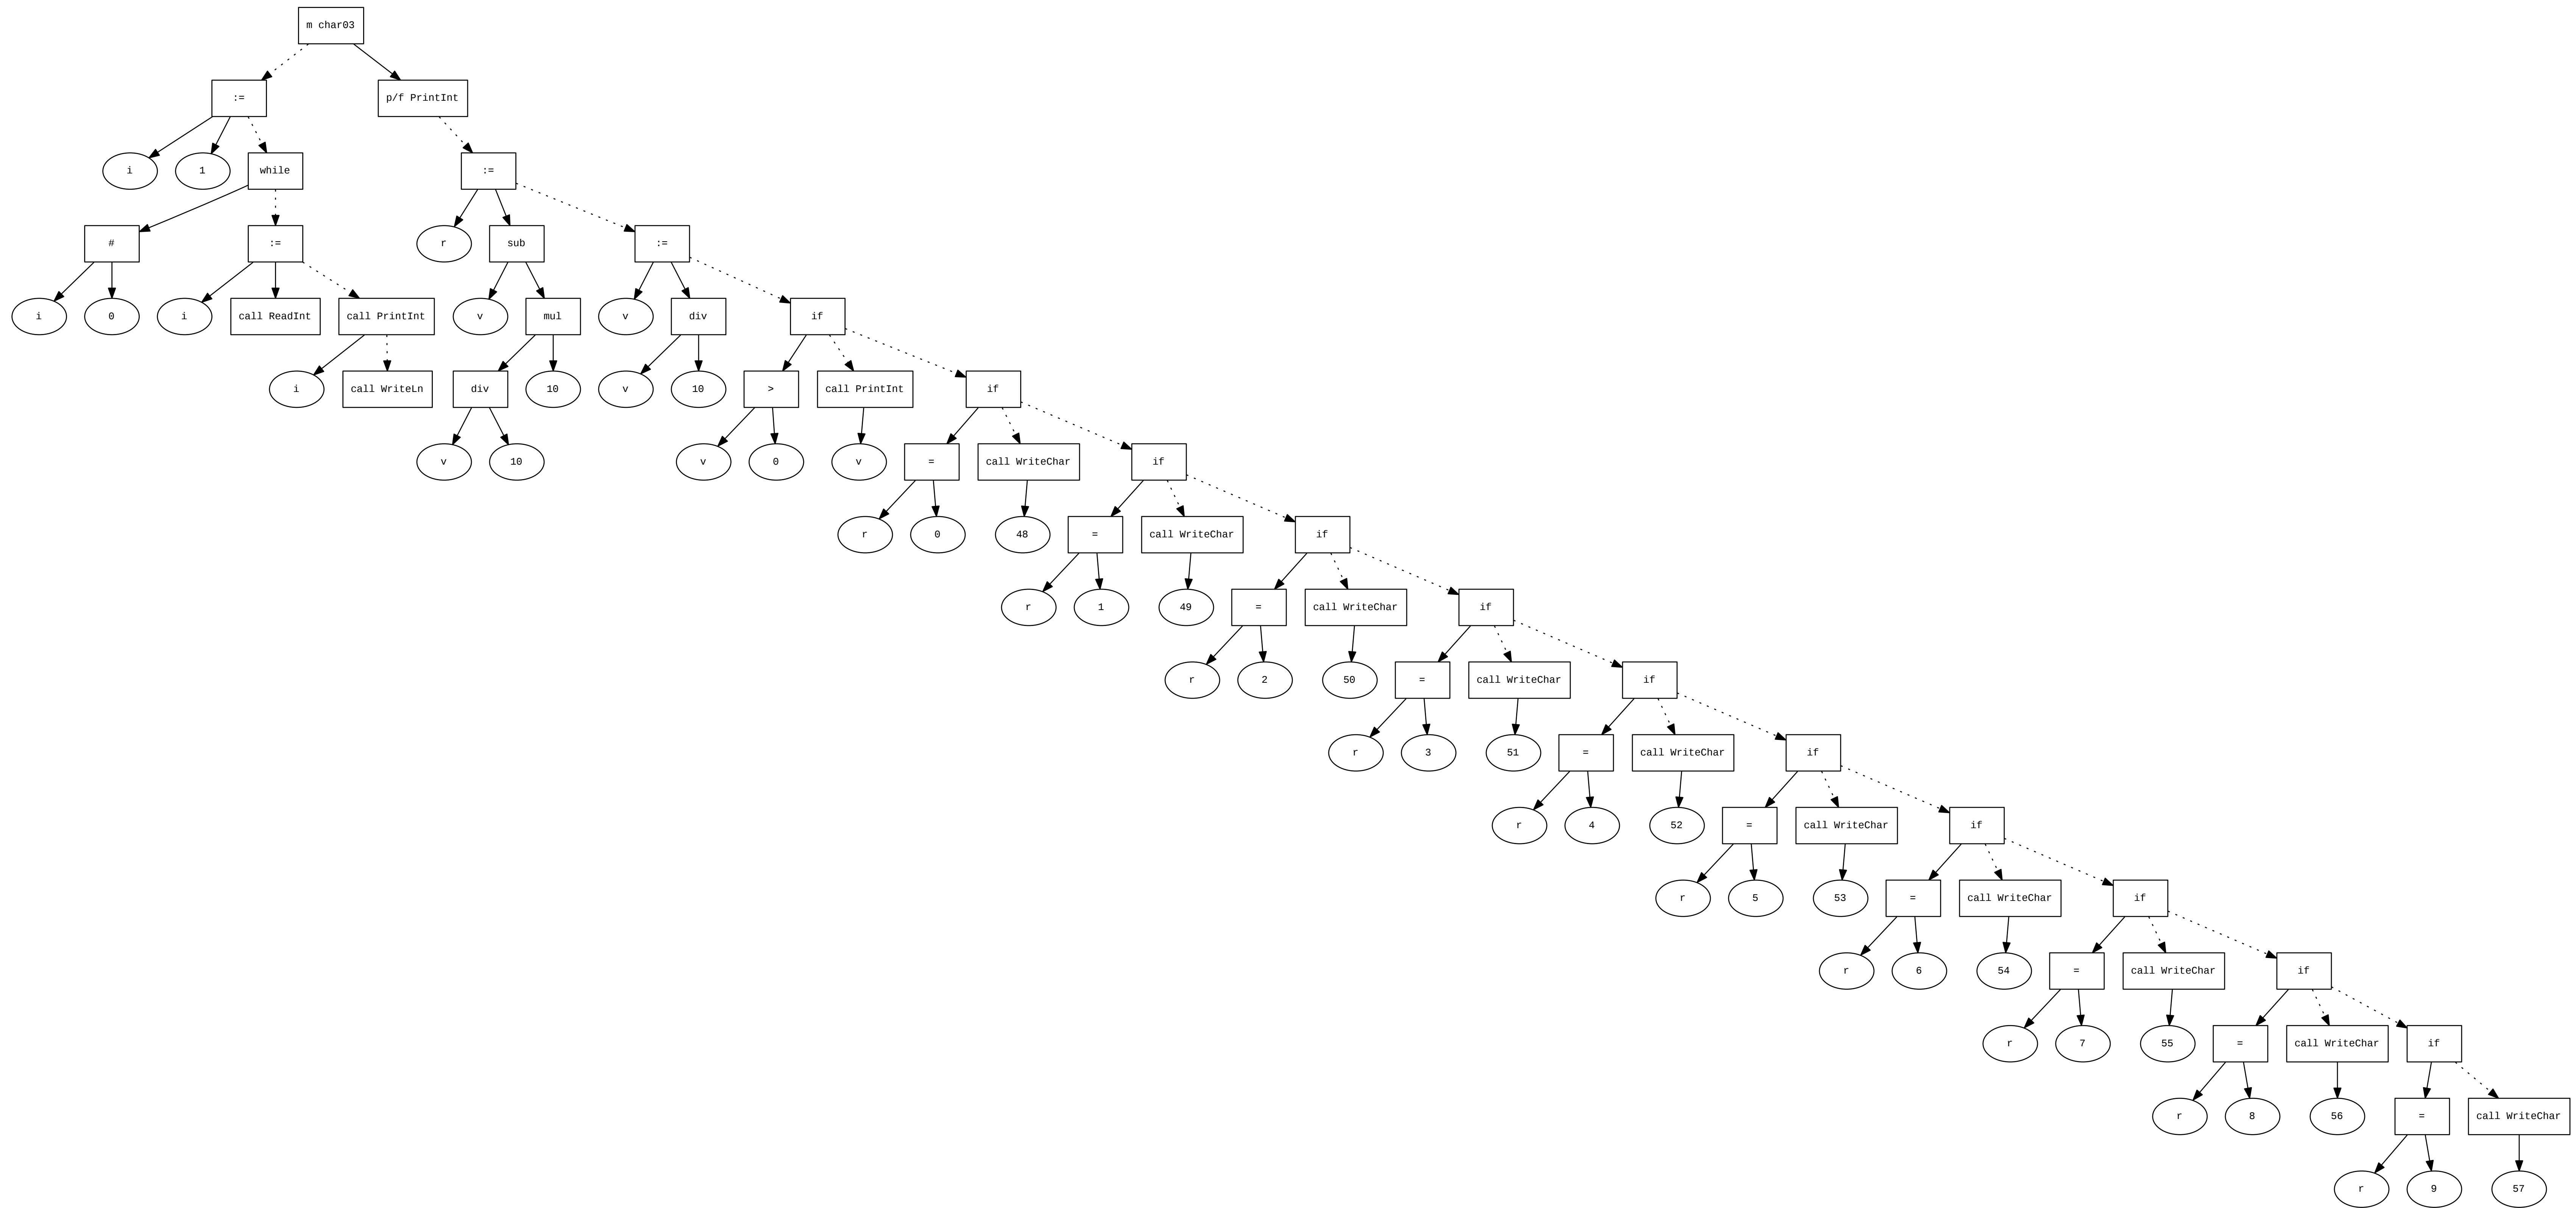 m char03
:=
p/f PrintInt
i
1
while
:=
#
:=
r
sub
:=
i
0
i
call ReadInt
call PrintInt
v
mul
v
div
if
i
call WriteLn
div
10
v
10
>
call PrintInt
if
v
10
v
0
v
=
call WriteChar
if
r
0
48
=
call WriteChar
if
r
1
49
=
call WriteChar
if
r
2
50
=
call WriteChar
if
r
3
51
=
call WriteChar
if
r
4
52
=
call WriteChar
if
r
5
53
=
call WriteChar
if
r
6
54
=
call WriteChar
if
r
7
55
=
call WriteChar
if
r
8
56
=
call WriteChar
r
9
57